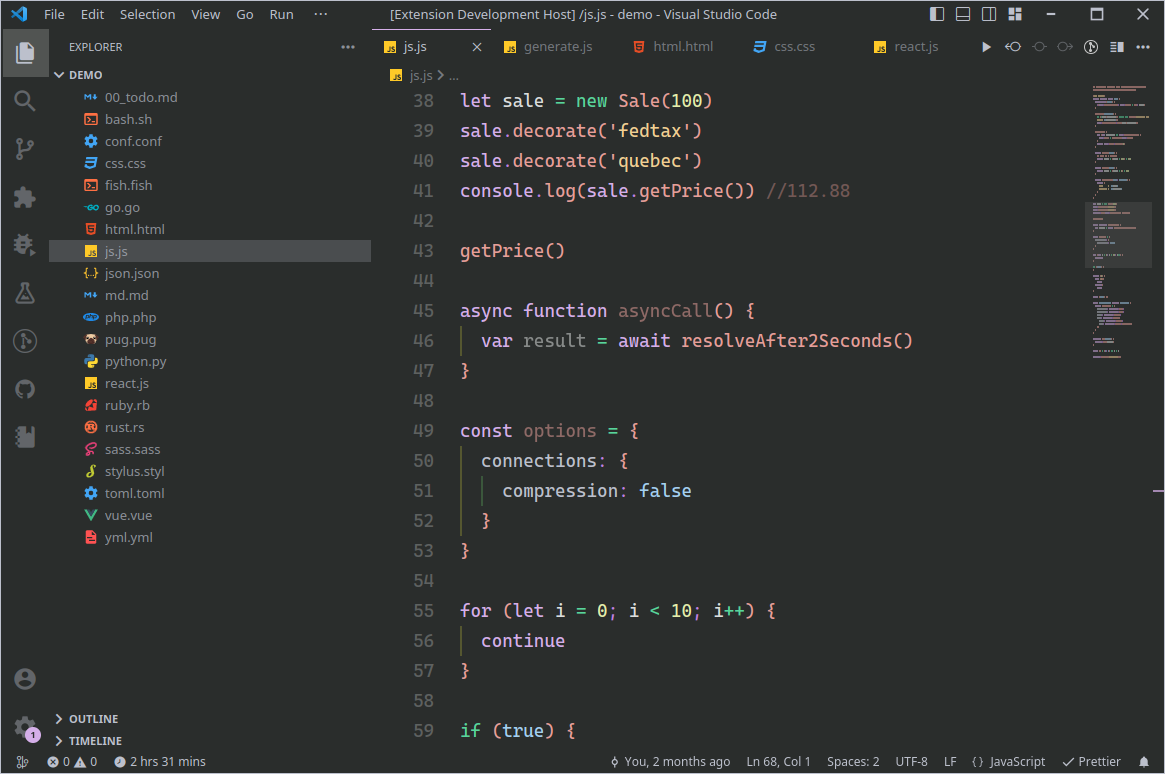 File Edit Selection View Go Run ··· [Extension Development Host] /js.js - demo - Visual Studio Code
EXPLORER ···
js.js generate.js html.html css.css react.js
DEMO
js.js > ...
00_todo.md
bash.sh
conf.conf
css.css
fish.fish
go.go
html.html
js.js
json.json
md.md
php.php
pug.pug
python.py
react.js
ruby.rb
rust.rs
sass.sass
stylus.styl
toml.toml
vue.vue
yml.yml
OUTLINE
TIMELINE
38 let sale = new Sale(100)
39 sale.decorate('fedtax')
40 sale.decorate('quebec')
41 console.log(sale.getPrice()) //112.88
42
43 getPrice()
44
45 async function asyncCall() {
46 var result = await resolveAfter2Seconds()
47 }
48
49 const options = {
50 connections: {
51 compression: false
52 }
53 }
54
55 for (let i = 0; i < 10; i++) {
56 continue
57 }
58
59 if (true) {
1
0 0 2 hrs 31 mins You, 2 months ago Ln 68, Col 1 Spaces: 2 UTF-8 LF {} JavaScript Prettier